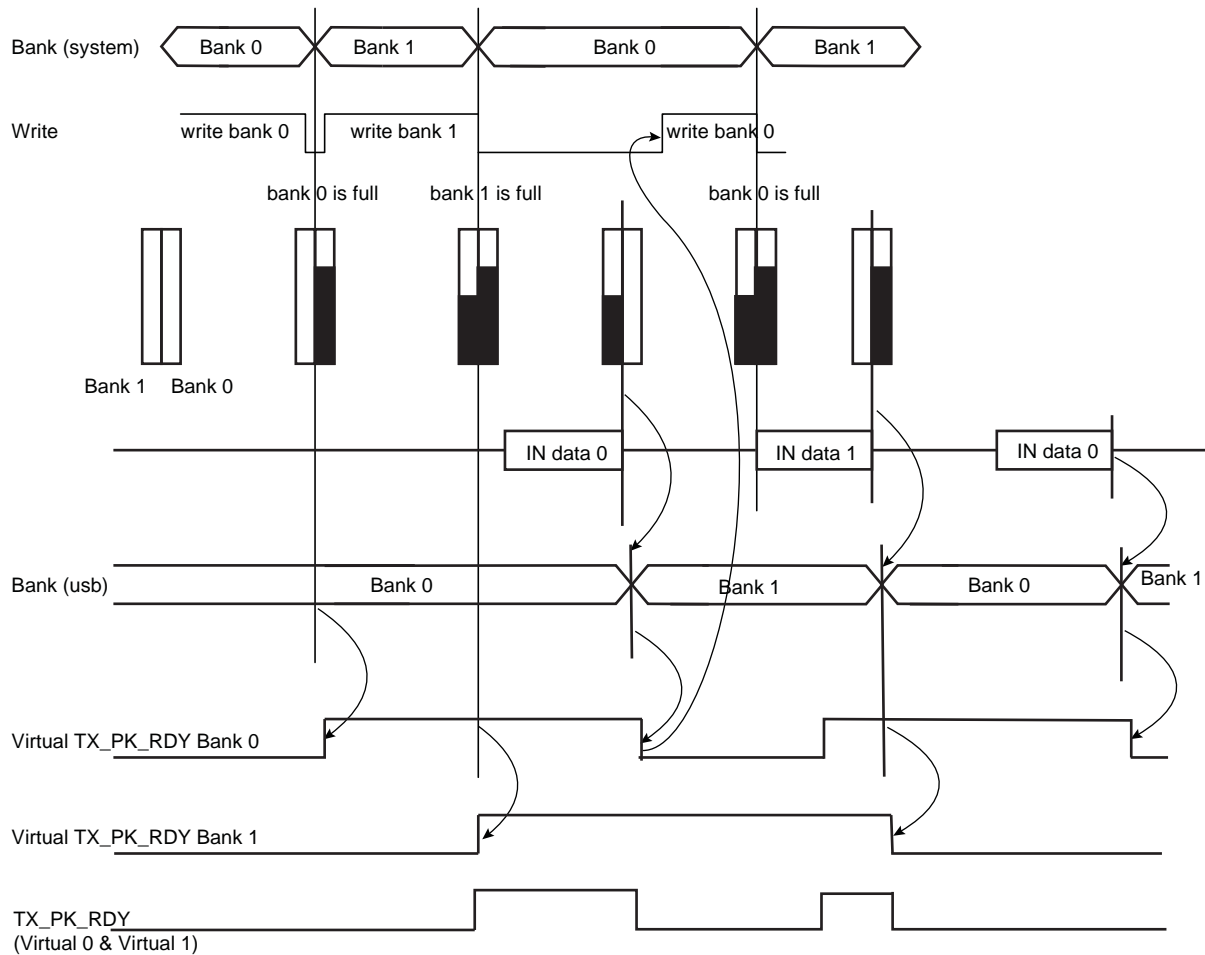 Bank (system) Bank 0 Bank 1 Bank 0 Bank 1
Write write bank 0 write bank 1 write bank 0
bank 0 is full bank 1 is full bank 0 is full
Bank 1 Bank 0
IN data 0 IN data 1 IN data 0
Bank (usb) Bank 0 Bank 1 Bank 0 Bank 1
Virtual TX_PK_RDY Bank 0
Virtual TX_PK_RDY Bank 1
TX_PK_RDY
(Virtual 0 & Virtual 1)